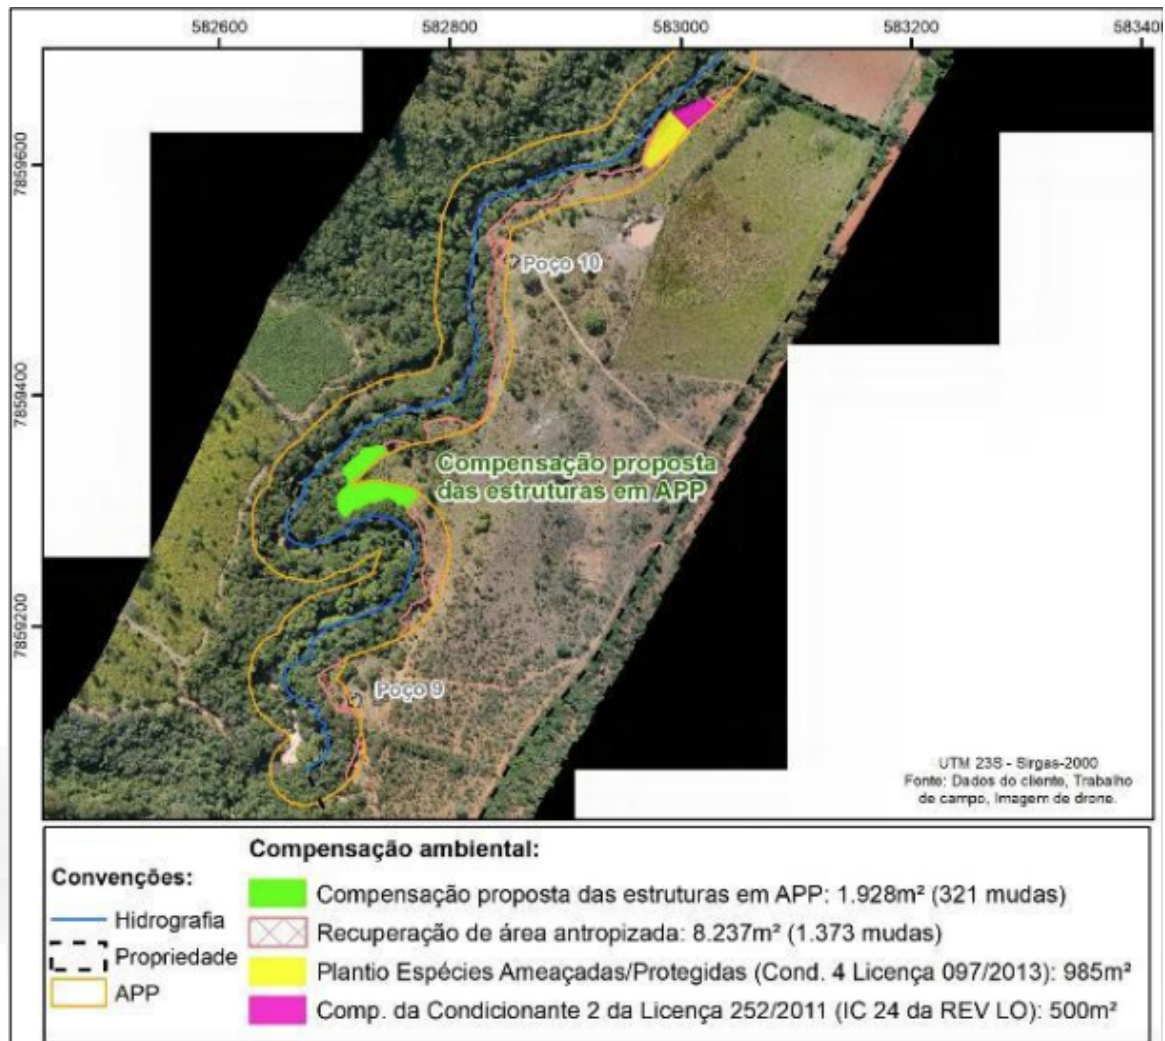 582600 582800 583000 583200 583400
7859600
7859400
7859200
Poço 10
Compensação proposta
das estruturas em APP
Poço 9
UTM 23S - Sirgas-2000
Fonte: Dados do cliente, Trabalho
de campo, Imagem de drone.
Convenções:
Hidrografia
Propriedade
APP
Compensação ambiental:
Compensação proposta das estruturas em APP: 1.928m² (321 mudas)
Recuperação de área antropizada: 8.237m² (1.373 mudas)
Plantio Espécies Ameaçadas/Protegidas (Cond. 4 Licença 097/2013): 985m²
Comp. da Condicionante 2 da Licença 252/2011 (IC 24 da REV LO): 500m²